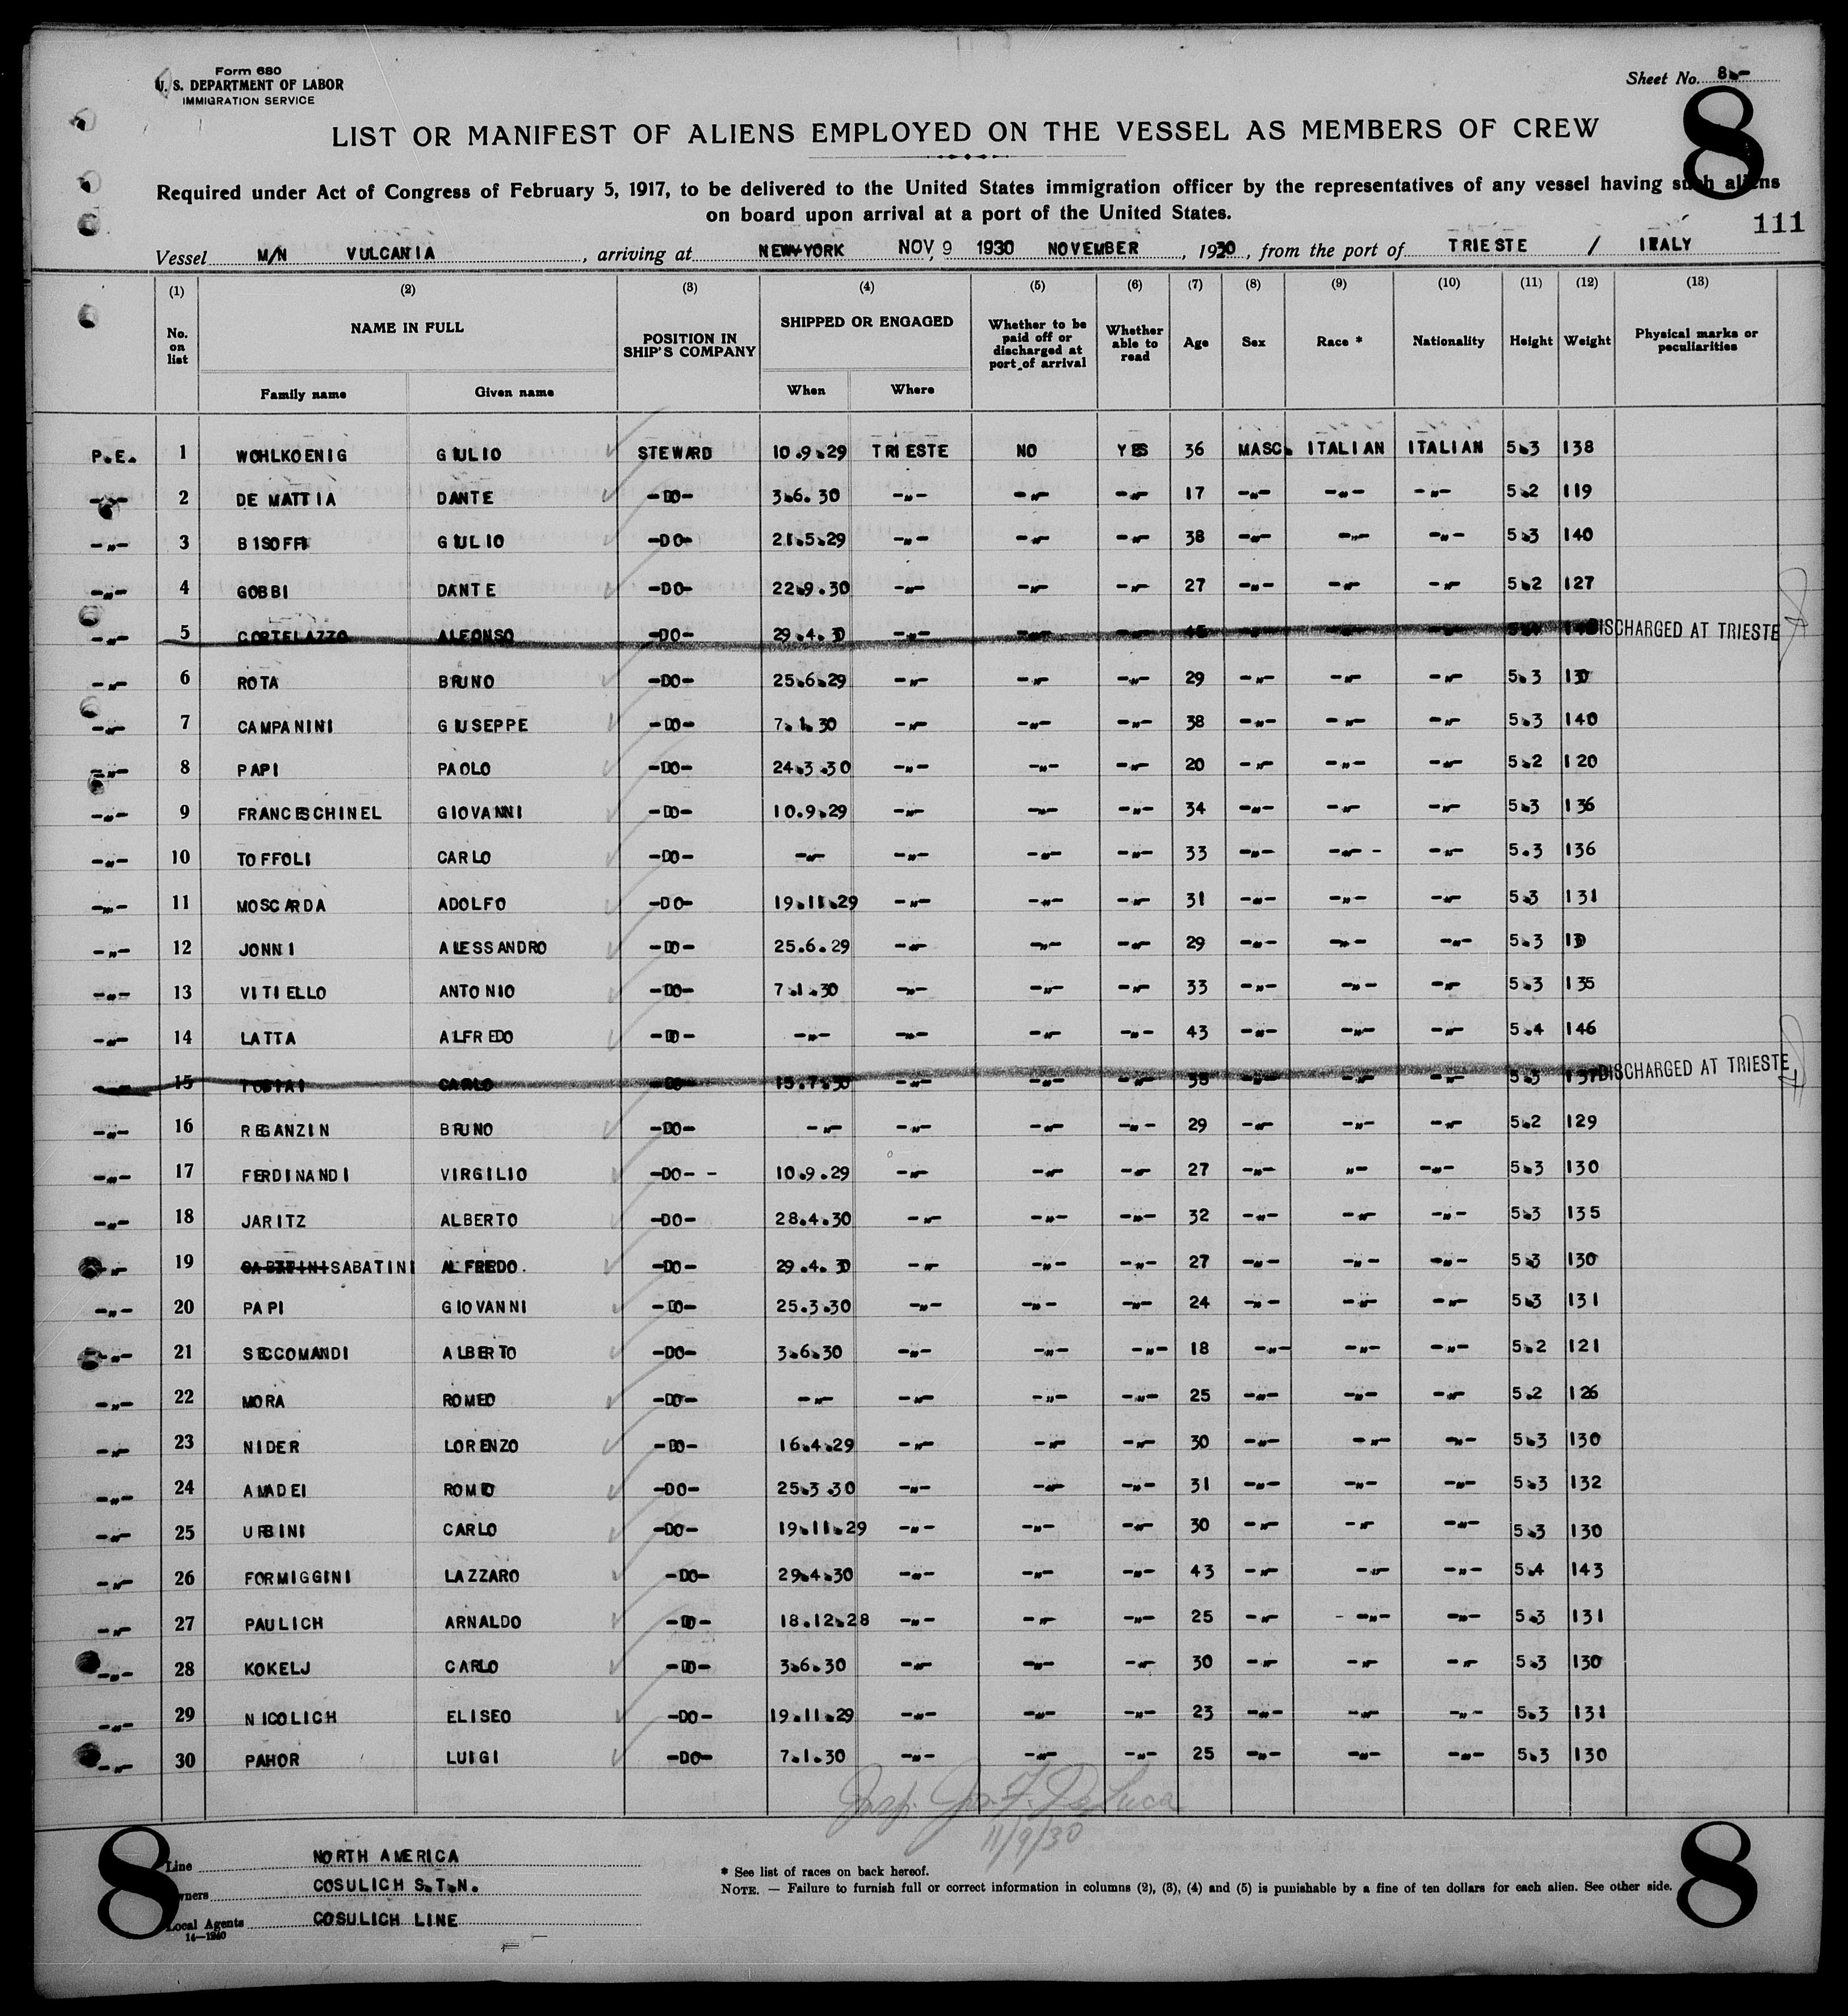 Form 680
U. S. DEPARTMENT OF LABOR
IMMIGRATION SERVICE
Sheet No. 8.-
8
LIST OR MANIFEST OF ALIENS EMPLOYED ON THE VESSEL AS MEMBERS OF CREW
Required under Act of Congress of February 5, 1917, to be delivered to the United States immigration officer by the representatives of any vessel having such aliens
on board upon arrival at a port of the United States.
111
Vessel M/N VULCANIA , arriving at NEW-YORK NOV 9 1930 NOVEMBER , 1930 , from the port of TRIESTE / ITALY
(1) (2) (3) (4) (5) (6) (7) (8) (9) (10) (11) (12) (13)
No. on list NAME IN FULL POSITION IN SHIP'S COMPANY SHIPPED OR ENGAGED Whether to be paid off or discharged at port of arrival Whether able to read Age Sex Race * Nationality Height Weight Physical marks or peculiarities
Family name Given name When Where
P.E. 1 WOHLKOENIG GIULIO STEWARD 10.9.29 TRIESTE NO YES 36 MASC. ITALIAN ITALIAN 5.3 138
-"- 2 DE MATTIA DANTE -DO- 3.6.30 -"- -"- -"- 17 -"- -"- -"- 5.2 119
-"- 3 BISOFFI GIULIO -DO- 21.5.29 -"- -"- -"- 38 -"- -"- -"- 5.3 140
-"- 4 GOBBI DANTE -DO- 22.9.30 -"- -"- -"- 27 -"- -"- -"- 5.2 127
-"- 5 CORTELAZZO ALFONSO -DO- 29.4.30 -"- -"- -"- -"- -"- -"- DISCHARGED AT TRIESTE
-"- 6 ROTA BRUNO -DO- 25.6.29 -"- -"- -"- 29 -"- -"- -"- 5.3 130
-"- 7 CAMPANINI GIUSEPPE -DO- 7.1.30 -"- -"- -"- 38 -"- -"- -"- 5.3 140
-"- 8 PAPI PAOLO -DO- 24.3.30 -"- -"- -"- 20 -"- -"- -"- 5.2 120
-"- 9 FRANCESCHINEL GIOVANNI -DO- 10.9.29 -"- -"- -"- 34 -"- -"- -"- 5.3 136
-"- 10 TOFFOLI CARLO -DO- -"- -"- -"- -"- 33 -"- -"- - -"- 5.3 136
-"- 11 MOSCARDA ADOLFO -DO- 19.11.29 -"- -"- -"- 31 -"- -"- -"- 5.3 131
-"- 12 JONNI ALESSANDRO -DO- 25.6.29 -"- -"- -"- 29 -"- -"- -"- 5.3 130
-"- 13 VITIELLO ANTONIO -DO- 7.1.30 -"- -"- -"- 33 -"- -"- -"- 5.3 135
-"- 14 LATTA ALFREDO -DO- -"- -"- -"- -"- 43 -"- -"- -"- 5.4 146
15 CARLO -DO- 15.7.30 -"- -"- -"- 38 -"- -"- -"- 5.3 137 DISCHARGED AT TRIESTE
-"- 16 REGANZIN BRUNO -DO- -"- -"- -"- -"- 29 -"- -"- -"- 5.2 129
-"- 17 FERDINANDI VIRGILIO -DO- - 10.9.29 -"- -"- -"- 27 -"- "- -"- 5.3 130
-"- 18 JARITZ ALBERTO -DO- 28.4.30 -"- -"- -"- 32 -"- -"- -"- 5.3 135
-"- 19 SABATINI ALFREDO. -DO- 29.4.30 -"- -"- -"- 27 -"- -"- -"- 5.3 130
-"- 20 PAPI GIOVANNI -DO- 25.3.30 -"- -"- -"- 24 -"- -"- -"- 5.3 131
-"- 21 SECCOMANDI ALBERTO -DO- 3.6.30 -"- -"- -"- 18 -"- -"- -"- 5.2 121
-"- 22 MORA ROMEO -DO- -"- -"- -"- -"- 25 -"- -"- -"- 5.2 126
-"- 23 NIDER LORENZO -DO- 16.4.29 -"- -"- -"- 30 -"- -"- -"- 5.3 130
-"- 24 AMADEI ROMEO -DO- 25.3.30 -"- -"- -"- 31 -"- -"- -"- 5.3 132
-"- 25 URBINI CARLO -DO- 19.11.29 -"- -"- -"- 30 -"- -"- -"- 5.3 130
-"- 26 FORMIGGINI LAZZARO -DO- 29.4.30 -"- -"- -"- 43 -"- -"- -"- 5.4 143
-"- 27 PAULICH ARNALDO -DO- 18.12.28 -"- -"- -"- 25 -"- -"- -"- 5.3 131
-"- 28 KOKELJ CARLO -DO- 3.6.30 -"- -"- -"- 30 -"- -"- -"- 5.3 130
-"- 29 NICOLICH ELISEO -DO- 19.11.29 -"- -"- -"- 23 -"- -"- -"- 5.3 131
-"- 30 PAHOR LUIGI -DO- 7.1.30 -"- -"- -"- 25 -"- -"- -"- 5.3 130
Insp. Jos. F. De Luca
11/9/30
8
8
Line NORTH AMERICA
Owners COSULICH S.T.N.
Local Agents COSULICH LINE
14—1240
* See list of races on back hereof.
NOTE. — Failure to furnish full or correct information in columns (2), (3), (4) and (5) is punishable by a fine of ten dollars for each alien. See other side.